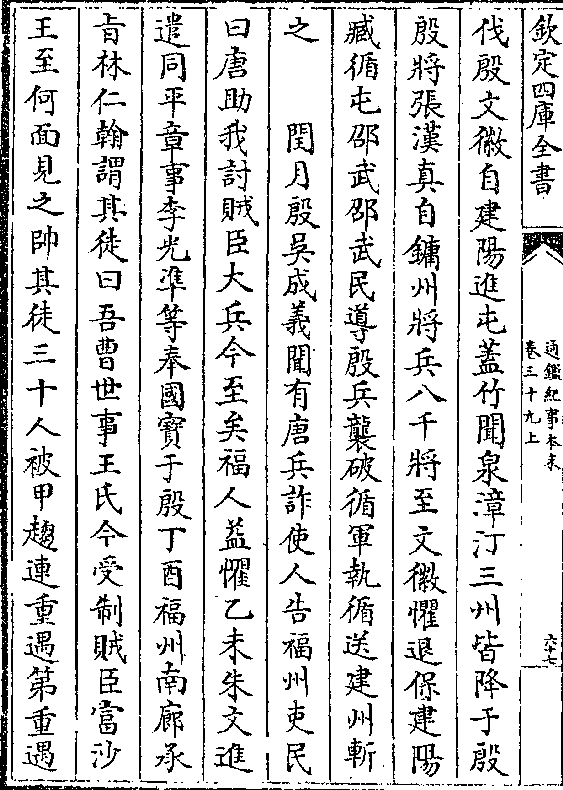 欽定四庫全書
通鑑紀事本末
卷三十九上
六十七
伐殷文徽自建陽進屯蓋竹聞泉漳汀三州皆降于殷
殷將張漢真自鏞州將兵八千將至文徽懼退保建陽
臧循屯邵武邵武民導殷兵襲破循軍執循送建州斬
之　閏月殷吳成義聞有唐兵詐使人告福州吏民
曰唐助我討賊臣大兵今至矣福人益懼乙未朱文進
遣同平章事李光準等奉國寶于殷丁酉福州南廊承
旨林仁翰謂其徒曰吾曹世事王氏今受制賊臣富沙
王至何面見之帥其徒三十人被甲趨連重遇第重遇